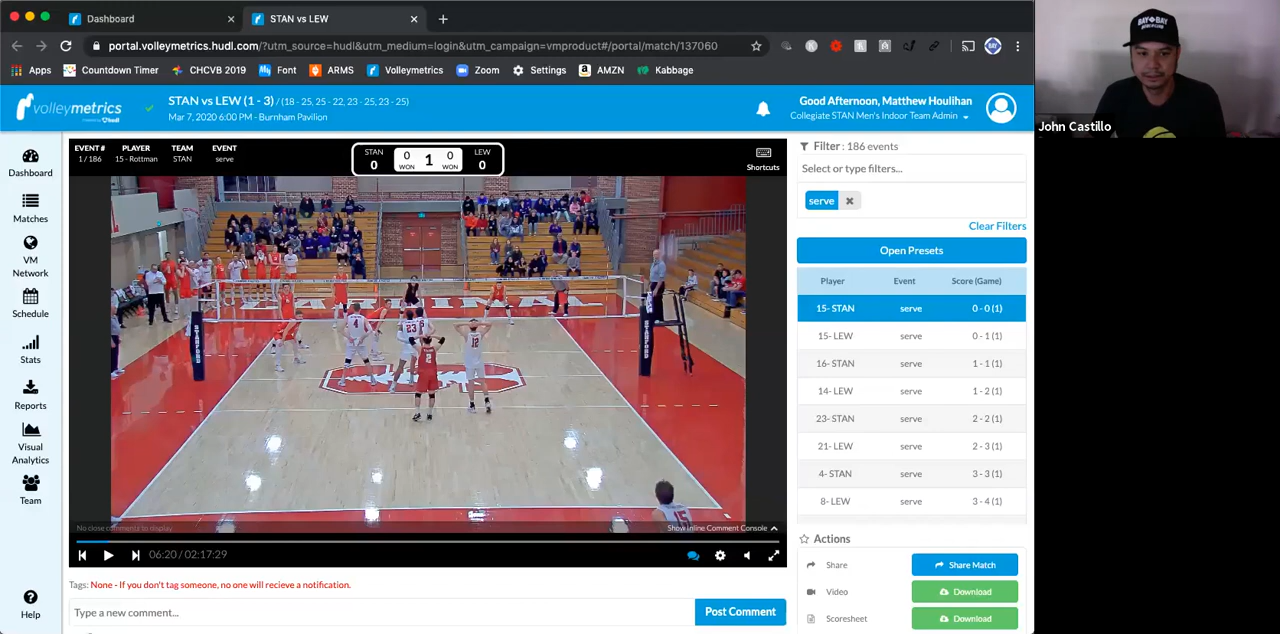 Dashboard
STAN vs LEW
portal.volleymetrics.hudl.com/?utm_source=hudl&utm_medium=login&utm_campaign=vmproduct#/portal/match/137060
Apps Countdown Timer CHCVB 2019 Font ARMS Volleymetrics Zoom Settings AMZN Kabbage
volleymetrics
STAN vs LEW (1 - 3) / (18 - 25, 25 - 22, 23 - 25, 23 - 25)
Mar 7, 2020 6:00 PM - Burnham Pavilion
Good Afternoon, Matthew Houlihan
Collegiate STAN Men's Indoor Team Admin
BAY BAY
John Castillo
Dashboard
Matches
VM
Network
Schedule
Stats
Reports
Visual
Analytics
Team
Help
EVENT # PLAYER TEAM EVENT
1 / 186 15 - Rottman STAN serve
STAN LEW
0 0 1 0 0
WON WON
Shortcuts
CARDINAL
STANFORD
STANFORD
4
23
2
12
15
No close comments to display
Show Inline Comment Console
06:20 / 02:17:29
Tags: None - If you don't tag someone, no one will recieve a notification.
Type a new comment...
Post Comment
Filter : 186 events
Select or type filters...
serve
Clear Filters
Open Presets
Player Event Score (Game)
15- STAN serve 0 - 0 (1)
15- LEW serve 0 - 1 (1)
16- STAN serve 1 - 1 (1)
14- LEW serve 1 - 2 (1)
23- STAN serve 2 - 2 (1)
21- LEW serve 2 - 3 (1)
4- STAN serve 3 - 3 (1)
8- LEW serve 3 - 4 (1)
Actions
Share Share Match
Video Download
Scoresheet Download